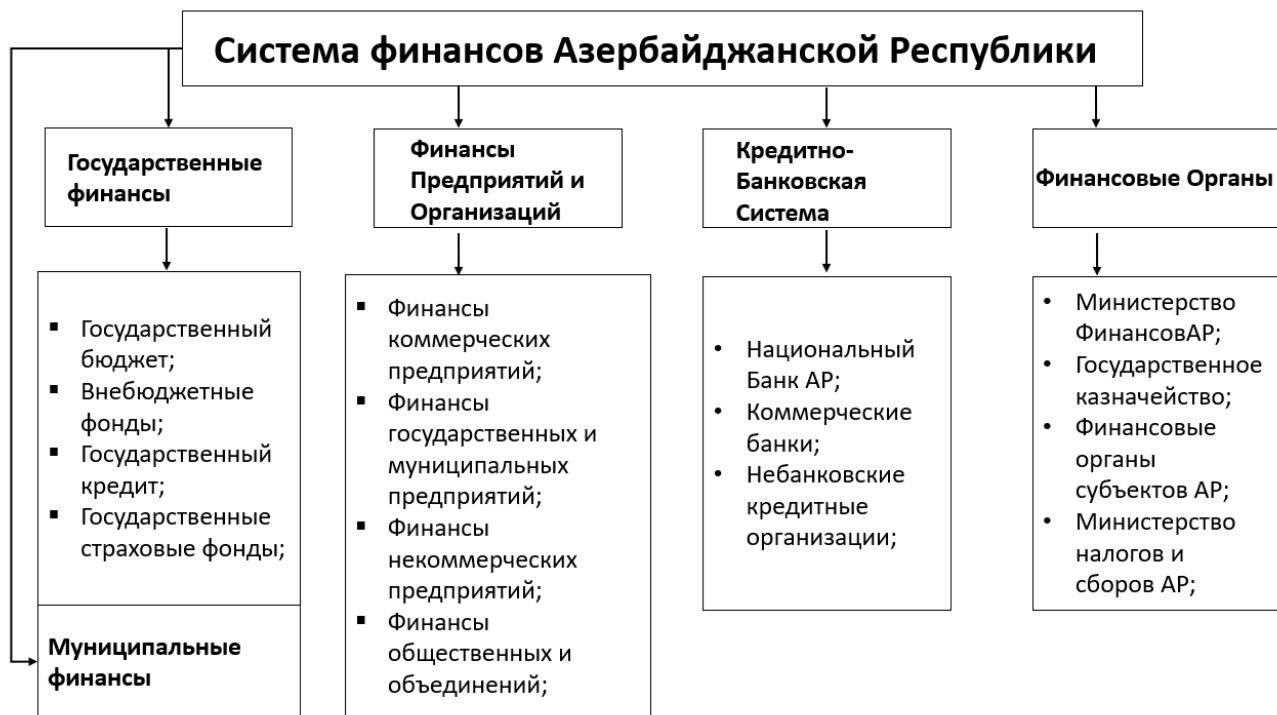 Система финансов Азербайджанской Республики
Государственные
финансы
Финансы
Предприятий и
Организаций
Кредитно-
Банковская
Система
Финансовые Органы
▪ Государственный
бюджет;
▪ Внебюджетные
фонды;
▪ Государственный
кредит;
▪ Государственные
страховые фонды;
Муниципальные
финансы
▪ Финансы
коммерческих
предприятий;
▪ Финансы
государственных и
муниципальных
предприятий;
▪ Финансы
некоммерческих
предприятий;
▪ Финансы
общественных и
объединений;
• Национальный
Банк АР;
• Коммерческие
банки;
• Небанковские
кредитные
организации;
• Министерство
ФинансовАР;
• Государственное
казначейство;
• Финансовые
органы
субъектов АР;
• Министерство
налогов и
сборов АР;